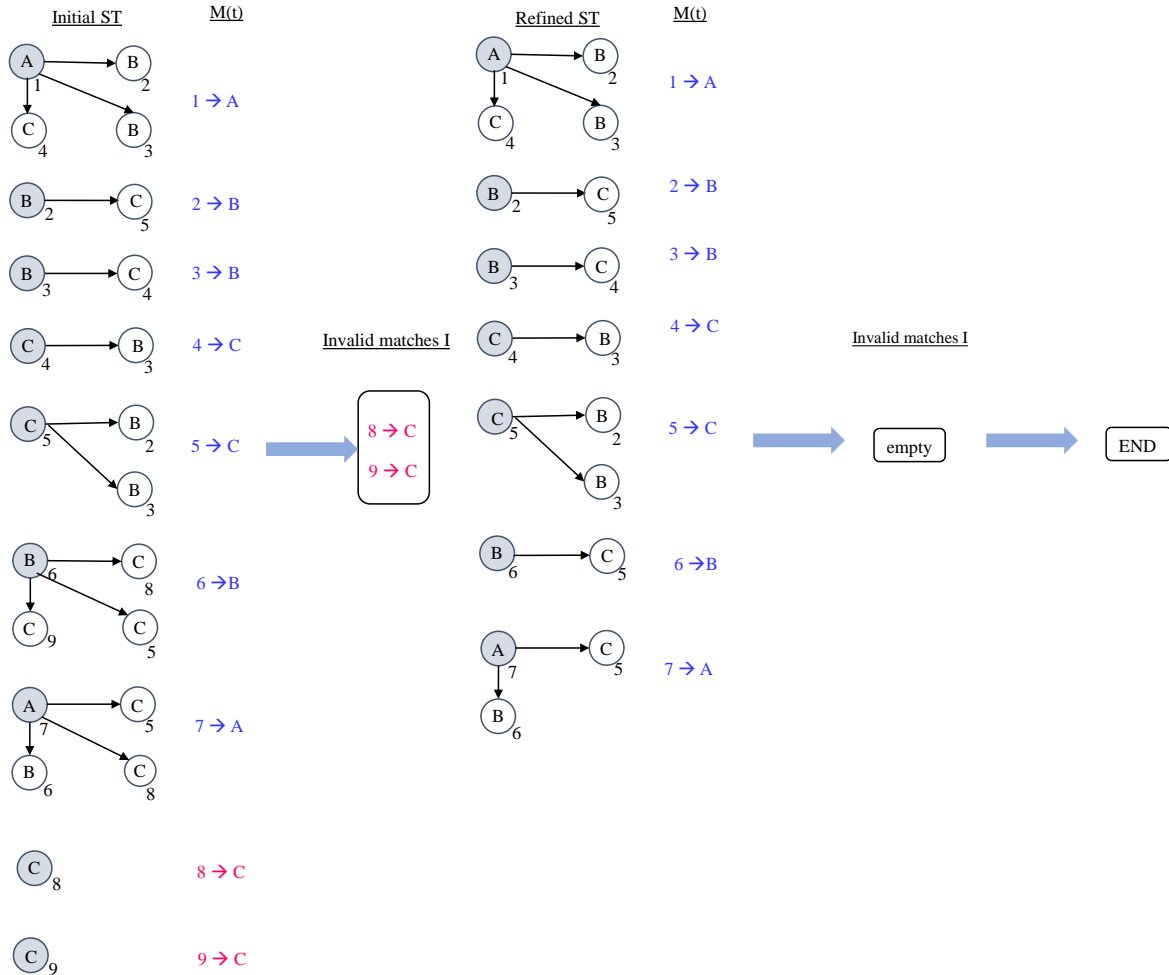 Initial ST
M(t)
A
1
B
2
C
4
B
3
1 → A
B
2
C
5
2 → B
B
3
C
4
3 → B
C
4
B
3
4 → C
C
5
B
2
B
3
5 → C
B
6
C
8
C
9
C
5
6 → B
A
7
C
5
B
6
C
8
7 → A
C
8
8 → C
C
9
9 → C
Invalid matches I
8 → C
9 → C
Refined ST
M(t)
A
1
B
2
C
4
B
3
1 → A
B
2
C
5
2 → B
B
3
C
4
3 → B
C
4
B
3
4 → C
C
5
B
2
B
3
5 → C
B
6
C
5
6 → B
A
7
C
5
B
6
7 → A
Invalid matches I
empty
END